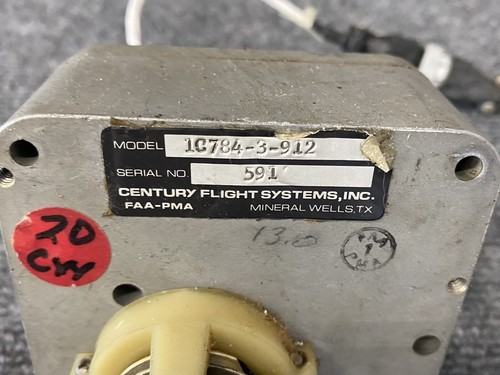 MODEL 1C784-3-912
SERIAL NO. 591
CENTURY FLIGHT SYSTEMS, INC.
FAA-PMA MINERAL WELLS, TX
20
CW
13.0